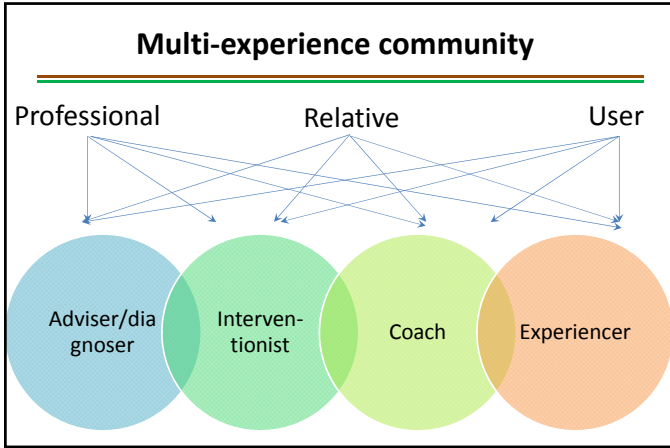 Multi-experience community
Professional Relative User
Adviser/dia
gnoser
Interven-
tionist
Coach
Experiencer